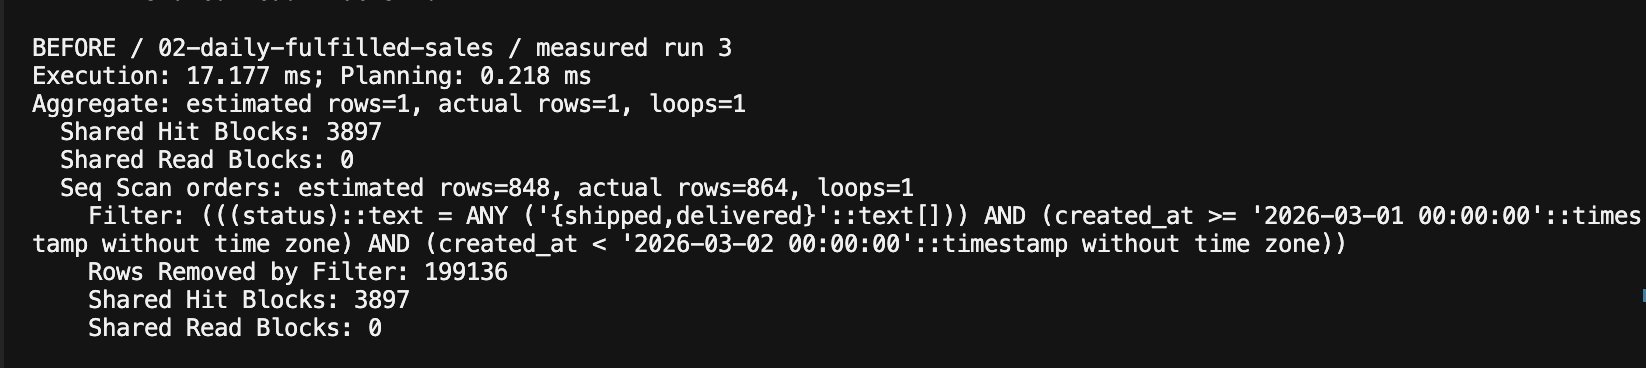 BEFORE / 02-daily-fulfilled-sales / measured run 3
Execution: 17.177 ms; Planning: 0.218 ms
Aggregate: estimated rows=1, actual rows=1, loops=1
  Shared Hit Blocks: 3897
  Shared Read Blocks: 0
  Seq Scan orders: estimated rows=848, actual rows=864, loops=1
    Filter: (((status)::text = ANY ('{shipped,delivered}'::text[])) AND (created_at >= '2026-03-01 00:00:00'::times
tamp without time zone) AND (created_at < '2026-03-02 00:00:00'::timestamp without time zone))
    Rows Removed by Filter: 199136
    Shared Hit Blocks: 3897
    Shared Read Blocks: 0